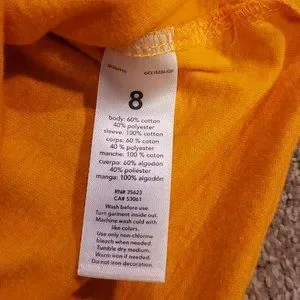 8
body: 60% cotton
40% polyester
sleeve: 100% cotton
corps: 60 % coton
40 % polyester
manche: 100 % coton
cuerpo: 60% algodón
40% poliéster
manga: 100% algodón
RN# 35623
CA# 53061
Wash before use.
Turn garment inside out.
Machine wash cold with
like colors.
Use only non-chlorine
bleach when needed.
Tumble dry medium.
Warm iron if needed.
Do not iron decoration.